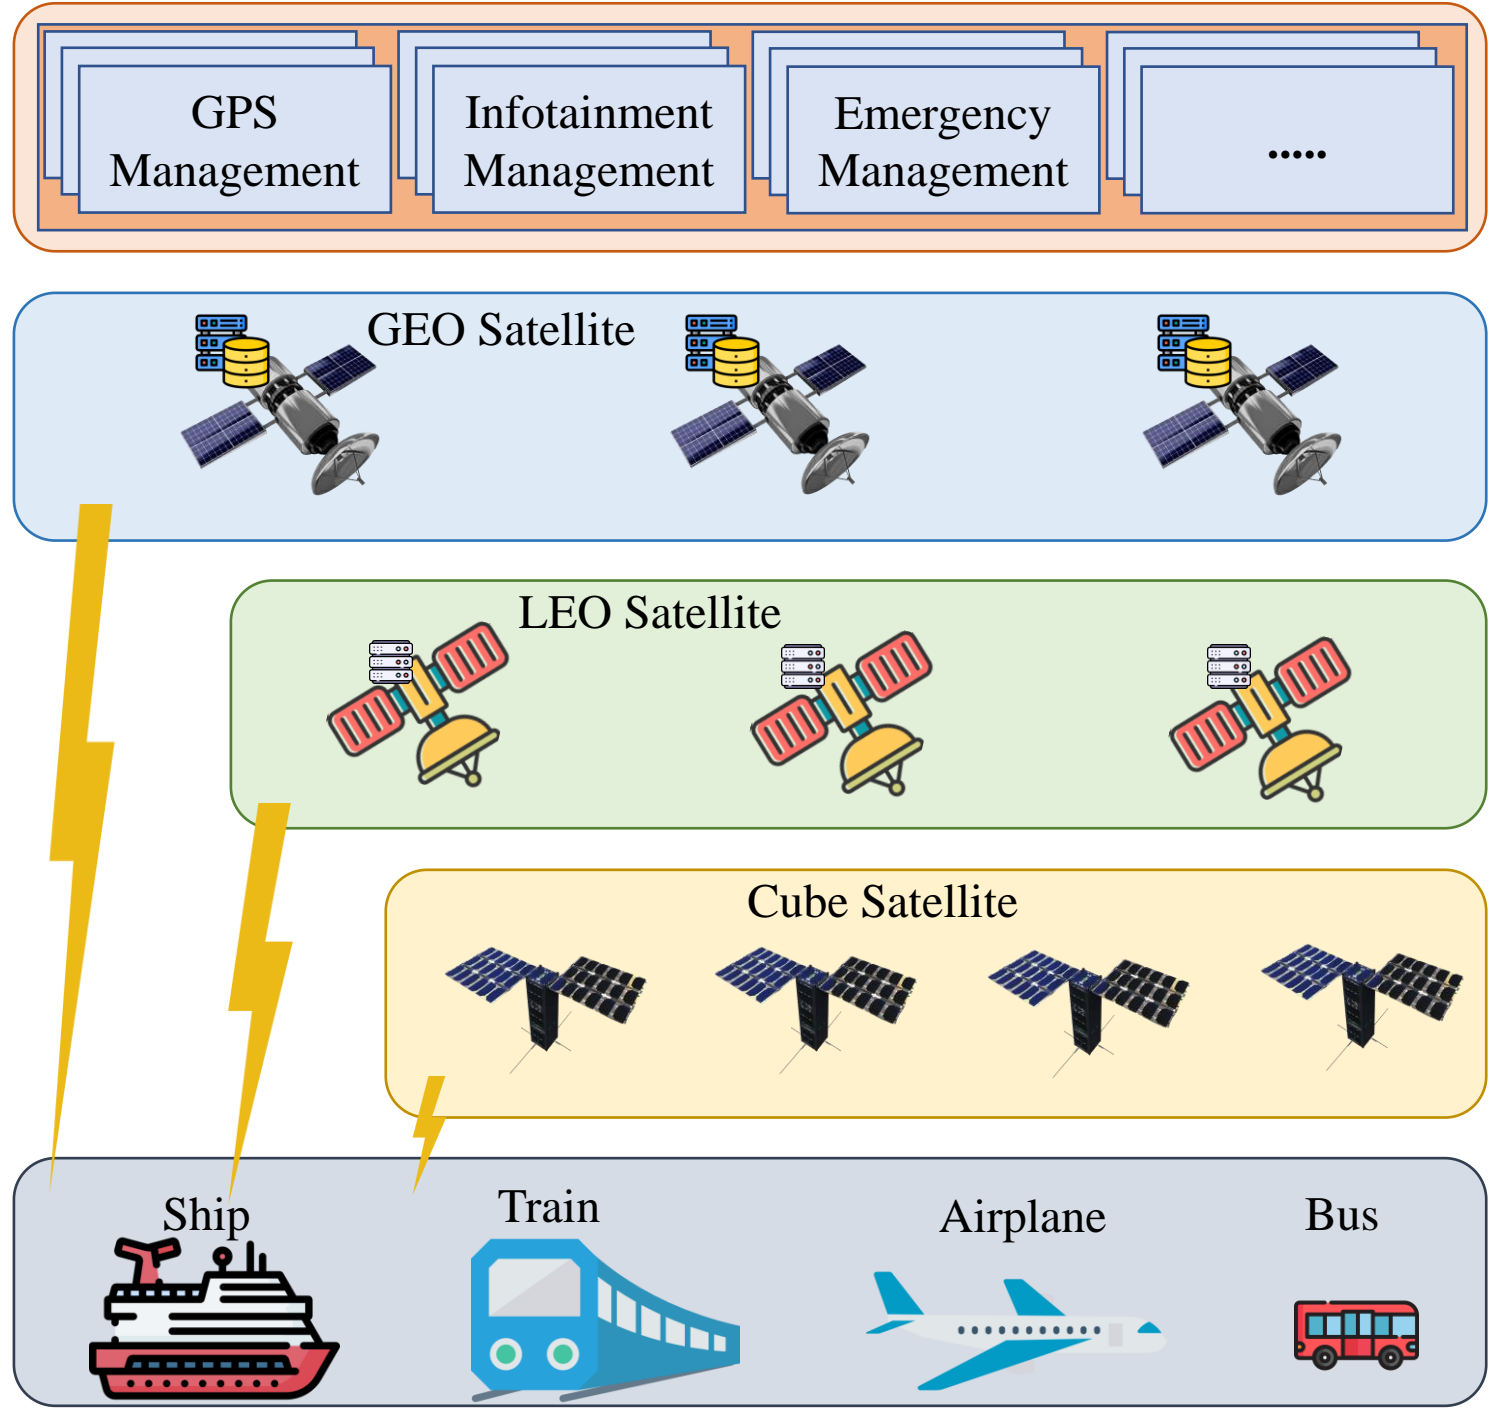 GPS
Management
Infotainment
Management
Emergency
Management
.....
GEO Satellite
LEO Satellite
Cube Satellite
Ship
Train
Airplane
Bus